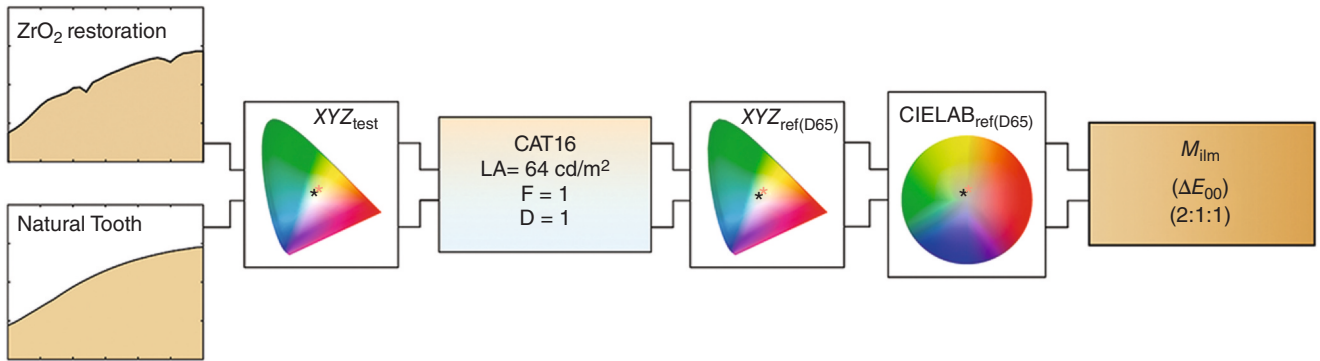 ZrO₂ restoration
Natural Tooth
XYZtest
CAT16
LA= 64 cd/m²
F = 1
D = 1
XYZref(D65)
CIELABref(D65)
Milm
(ΔE₀₀)
(2:1:1)